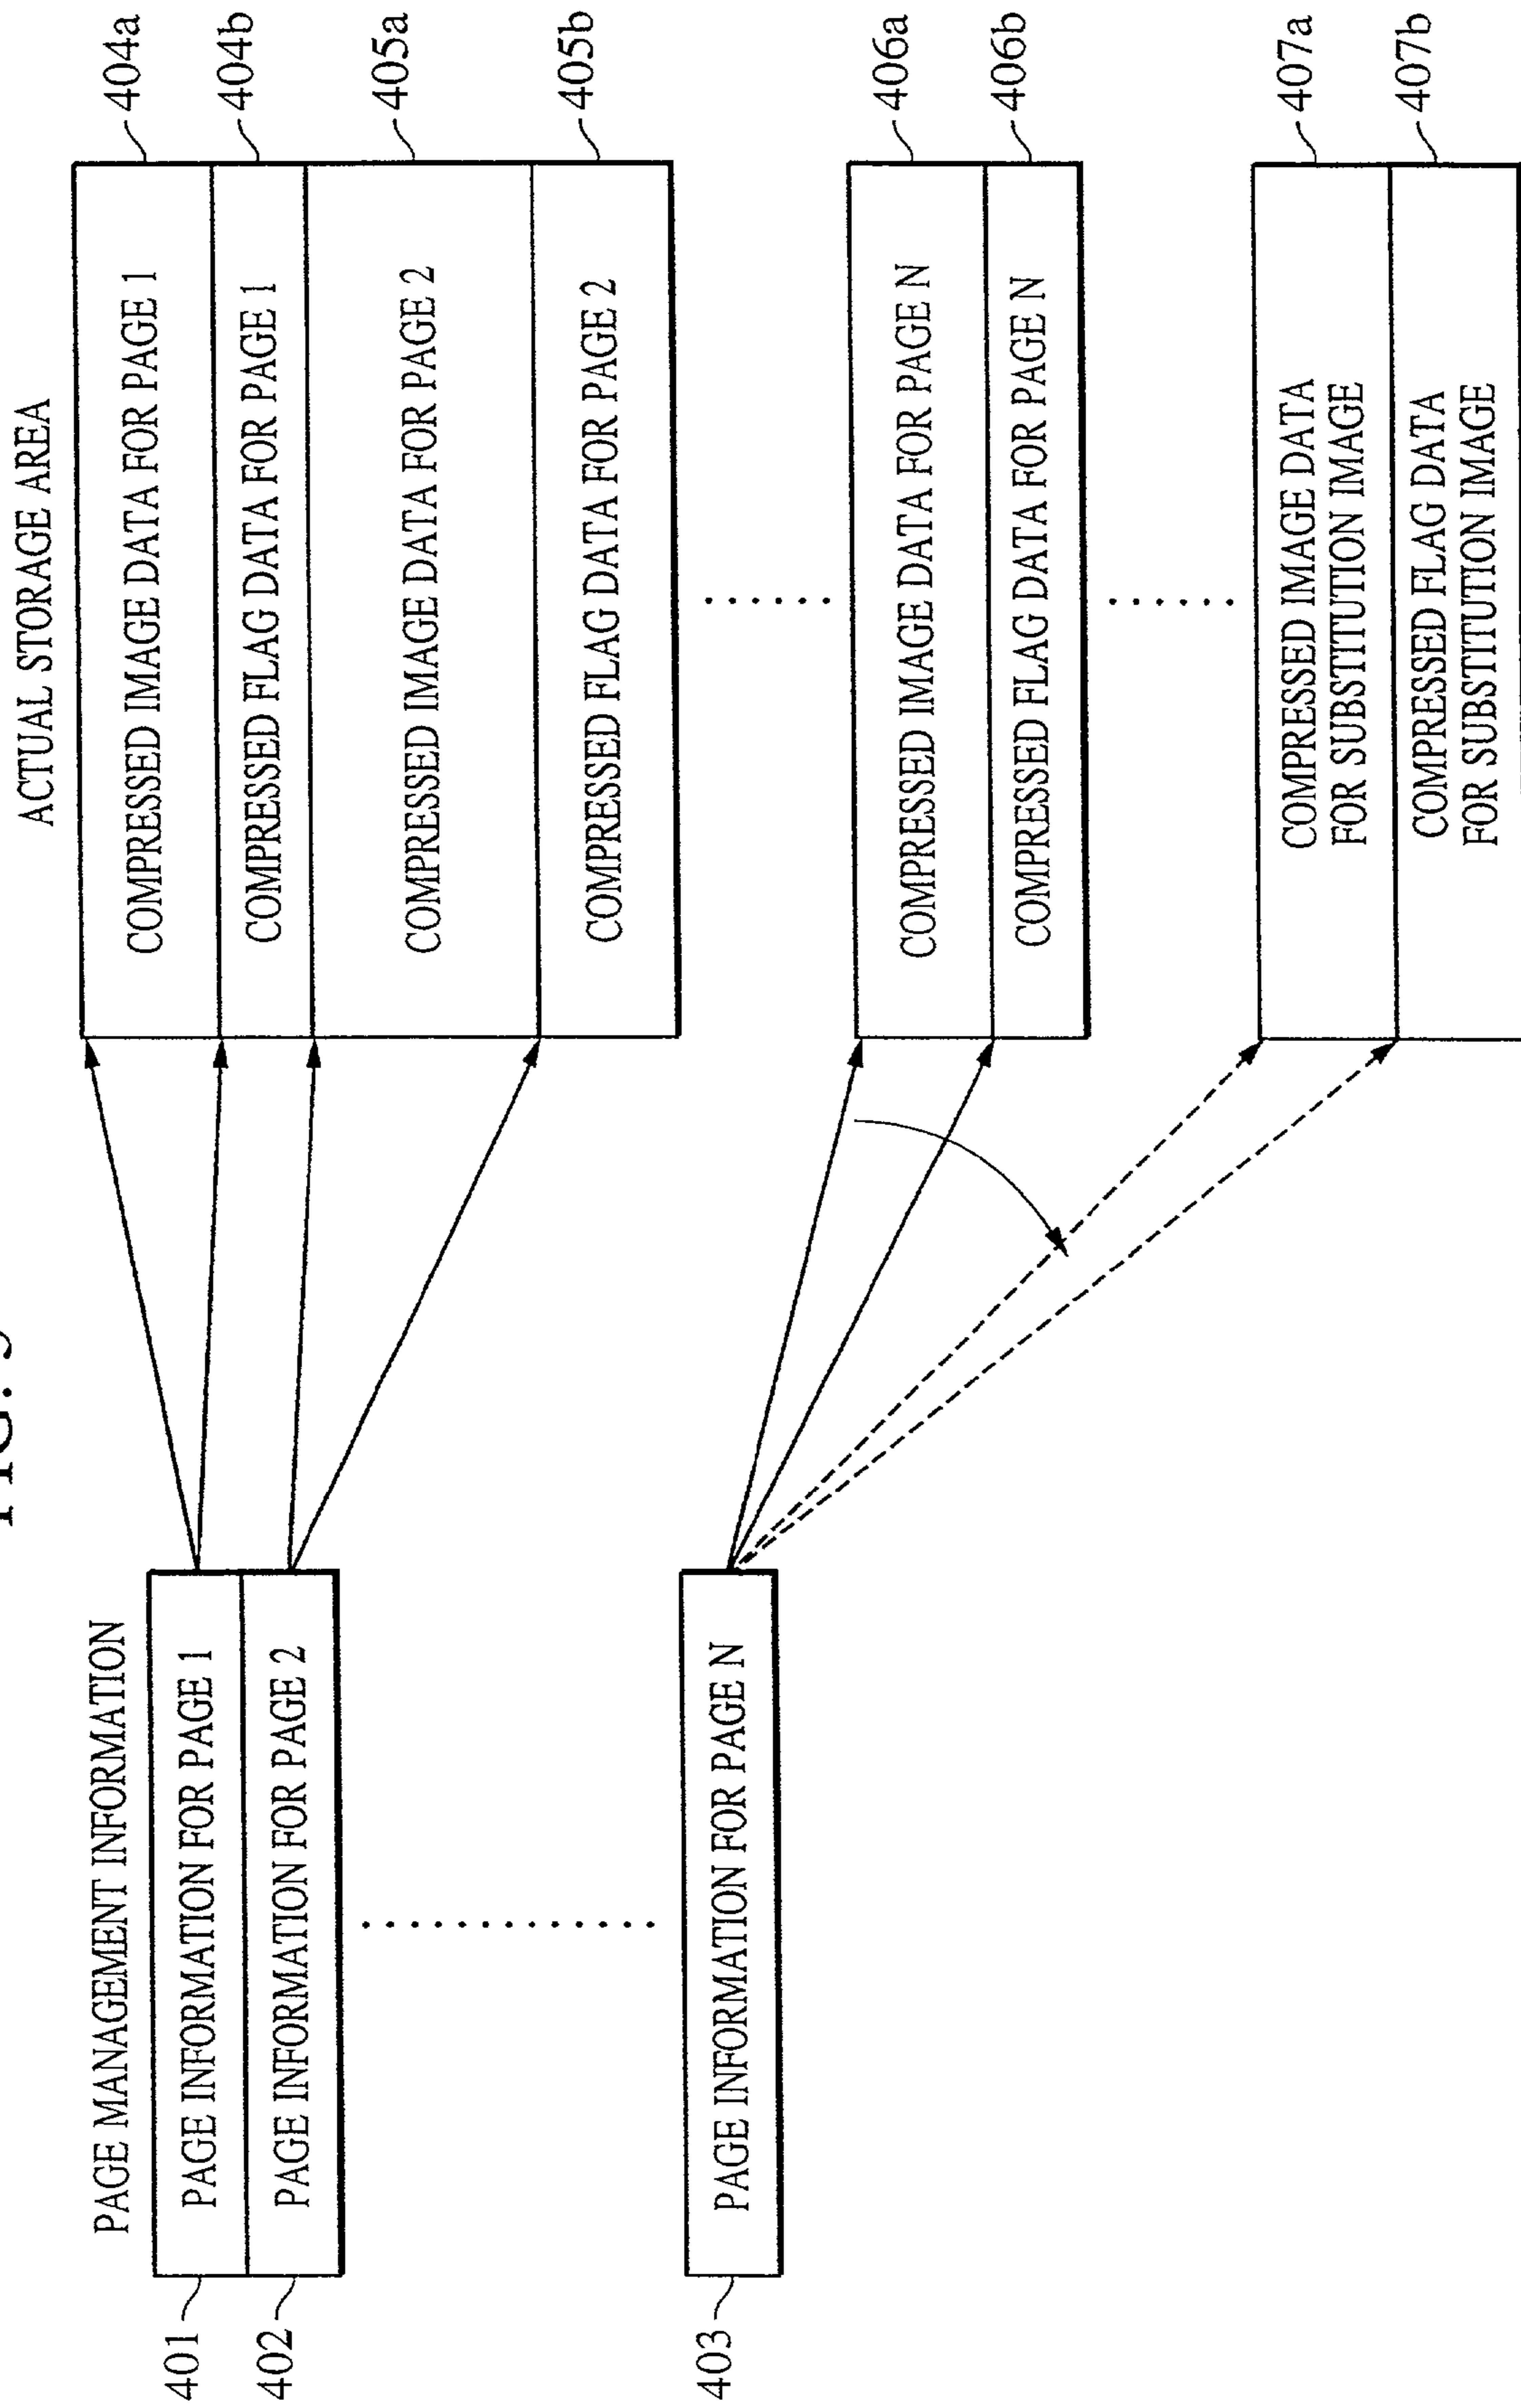 ACTUAL STORAGE AREA
PAGE MANAGEMENT INFORMATION
401
PAGE INFORMATION FOR PAGE 1
402
PAGE INFORMATION FOR PAGE 2
403
PAGE INFORMATION FOR PAGE N
COMPRESSED IMAGE DATA FOR PAGE 1
404a
COMPRESSED FLAG DATA FOR PAGE 1
404b
COMPRESSED IMAGE DATA FOR PAGE 2
405a
COMPRESSED FLAG DATA FOR PAGE 2
405b
COMPRESSED IMAGE DATA FOR PAGE N
406a
COMPRESSED FLAG DATA FOR PAGE N
406b
COMPRESSED IMAGE DATA
FOR SUBSTITUTION IMAGE
407a
COMPRESSED FLAG DATA
FOR SUBSTITUTION IMAGE
407b